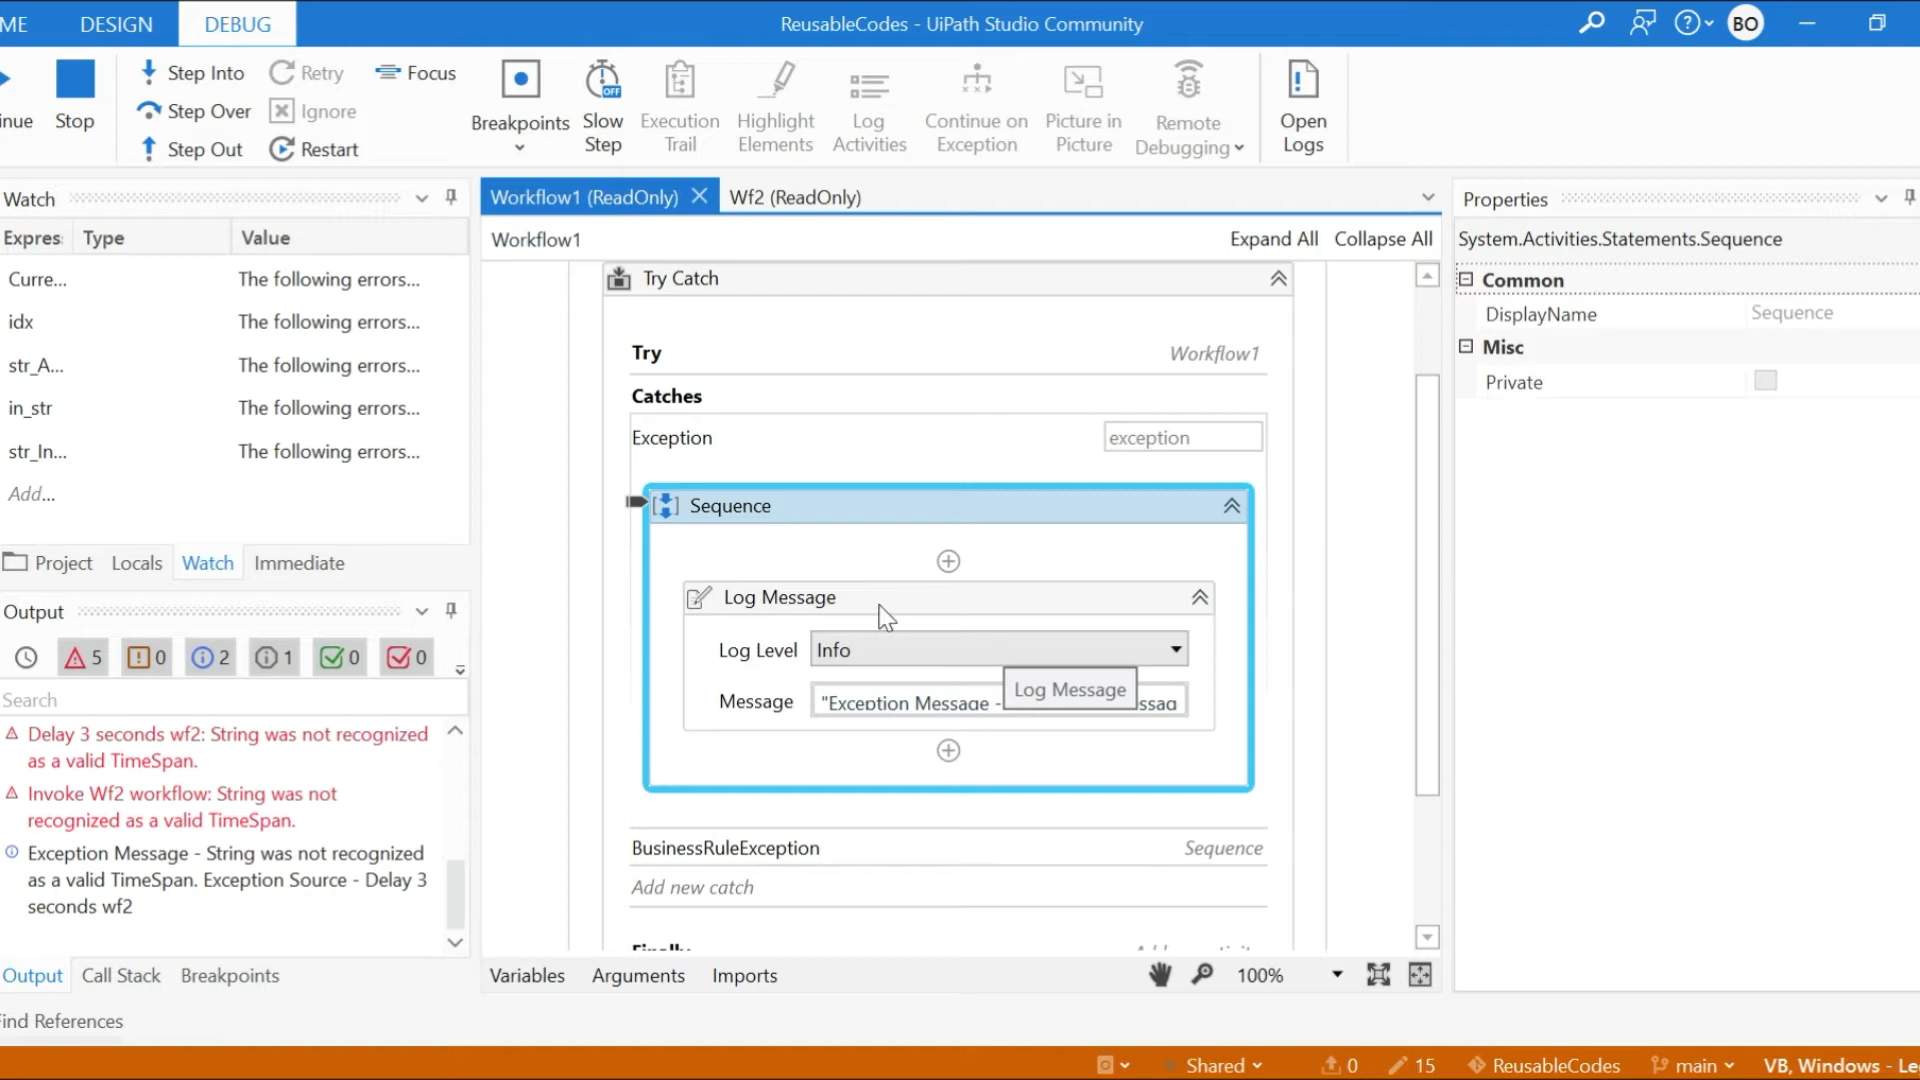 ME
DESIGN
DEBUG
ReusableCodes - UiPath Studio Community
BO
inue
Stop
Step Into
Step Over
Step Out
Retry
Ignore
Restart
Focus
Breakpoints
Slow
Step
OFF
Execution
Trail
Highlight
Elements
Log
Activities
Continue on
Exception
Picture in
Picture
Remote
Debugging
Open
Logs
Watch
Expres:
Type
Value
Curre...
The following errors...
idx
The following errors...
str_A...
The following errors...
in_str
The following errors...
str_In...
The following errors...
Add...
Project
Locals
Watch
Immediate
Output
5
0
2
1
0
0
Search
Delay 3 seconds wf2: String was not recognized
as a valid TimeSpan.
Invoke Wf2 workflow: String was not
recognized as a valid TimeSpan.
Exception Message - String was not recognized
as a valid TimeSpan. Exception Source - Delay 3
seconds wf2
Output
Call Stack
Breakpoints
Find References
Workflow1 (ReadOnly)
Wf2 (ReadOnly)
Workflow1
Expand All
Collapse All
Try Catch
Try
Workflow1
Catches
Exception
exception
Sequence
Log Message
Log Level
Info
Message
"Exception Message -
Log Message
ssag
BusinessRuleException
Sequence
Add new catch
Finally
Variables
Arguments
Imports
100%
Properties
System.Activities.Statements.Sequence
Common
DisplayName
Sequence
Misc
Private
Shared
0
15
ReusableCodes
main
VB, Windows - Le